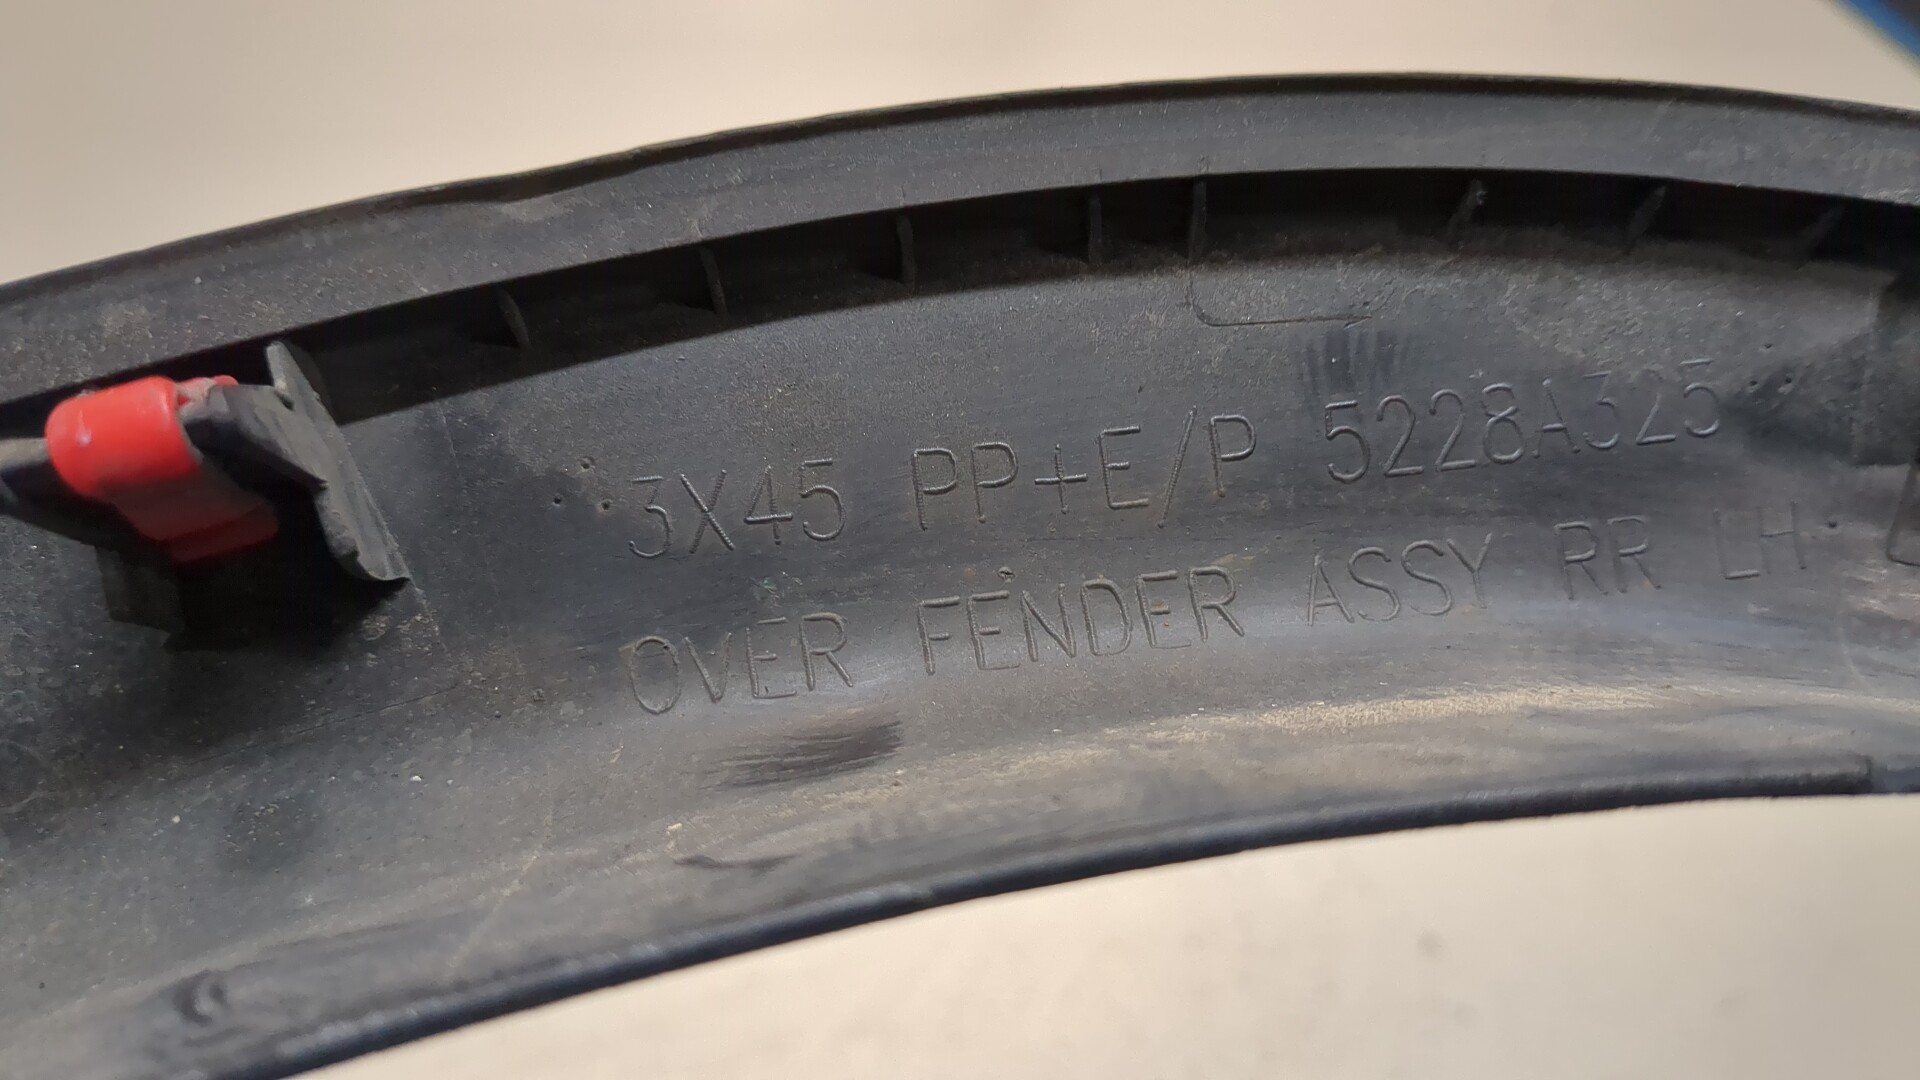 3X45 PP+E/P 5228A325
OVER FENDER ASSY RR LH